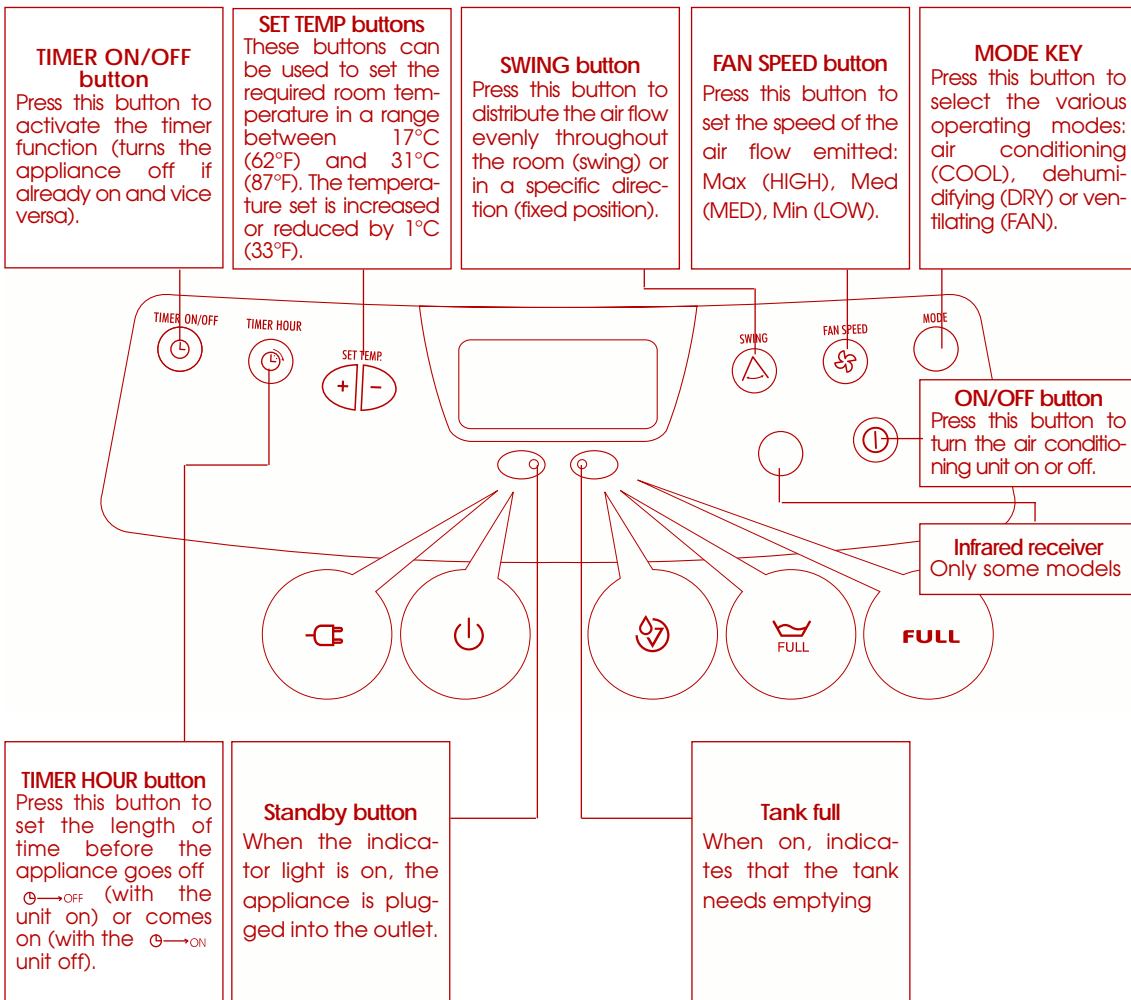 TIMER ON/OFF
button
Press this button to
activate the timer
function (turns the
appliance off if
already on and vice
versa).
SET TEMP buttons
These buttons can
be used to set the
required room tem-
perature in a range
between 17°C
(62°F) and 31°C
(87°F). The tempera-
ture set is increased
or reduced by 1°C
(33°F).
SWING button
Press this button to
distribute the air flow
evenly throughout
the room (swing) or
in a specific direc-
tion (fixed position).
FAN SPEED button
Press this button to
set the speed of the
air flow emitted:
Max (HIGH), Med
(MED), Min (LOW).
MODE KEY
Press this button to
select the various
operating modes:
air conditioning
(COOL), dehumi-
difying (DRY) or ven-
tilating (FAN).
TIMER ON/OFF
TIMER HOUR
SET TEMP.
+ −
SWING
FAN SPEED
MODE
ON/OFF button
Press this button to
turn the air conditio-
ning unit on or off.
Infrared receiver
Only some models
FULL
FULL
TIMER HOUR button
Press this button to
set the length of
time before the
appliance goes off
→OFF (with the
unit on) or comes
on (with the →ON
unit off).
Standby button
When the indica-
tor light is on, the
appliance is plug-
ged into the outlet.
Tank full
When on, indica-
tes that the tank
needs emptying